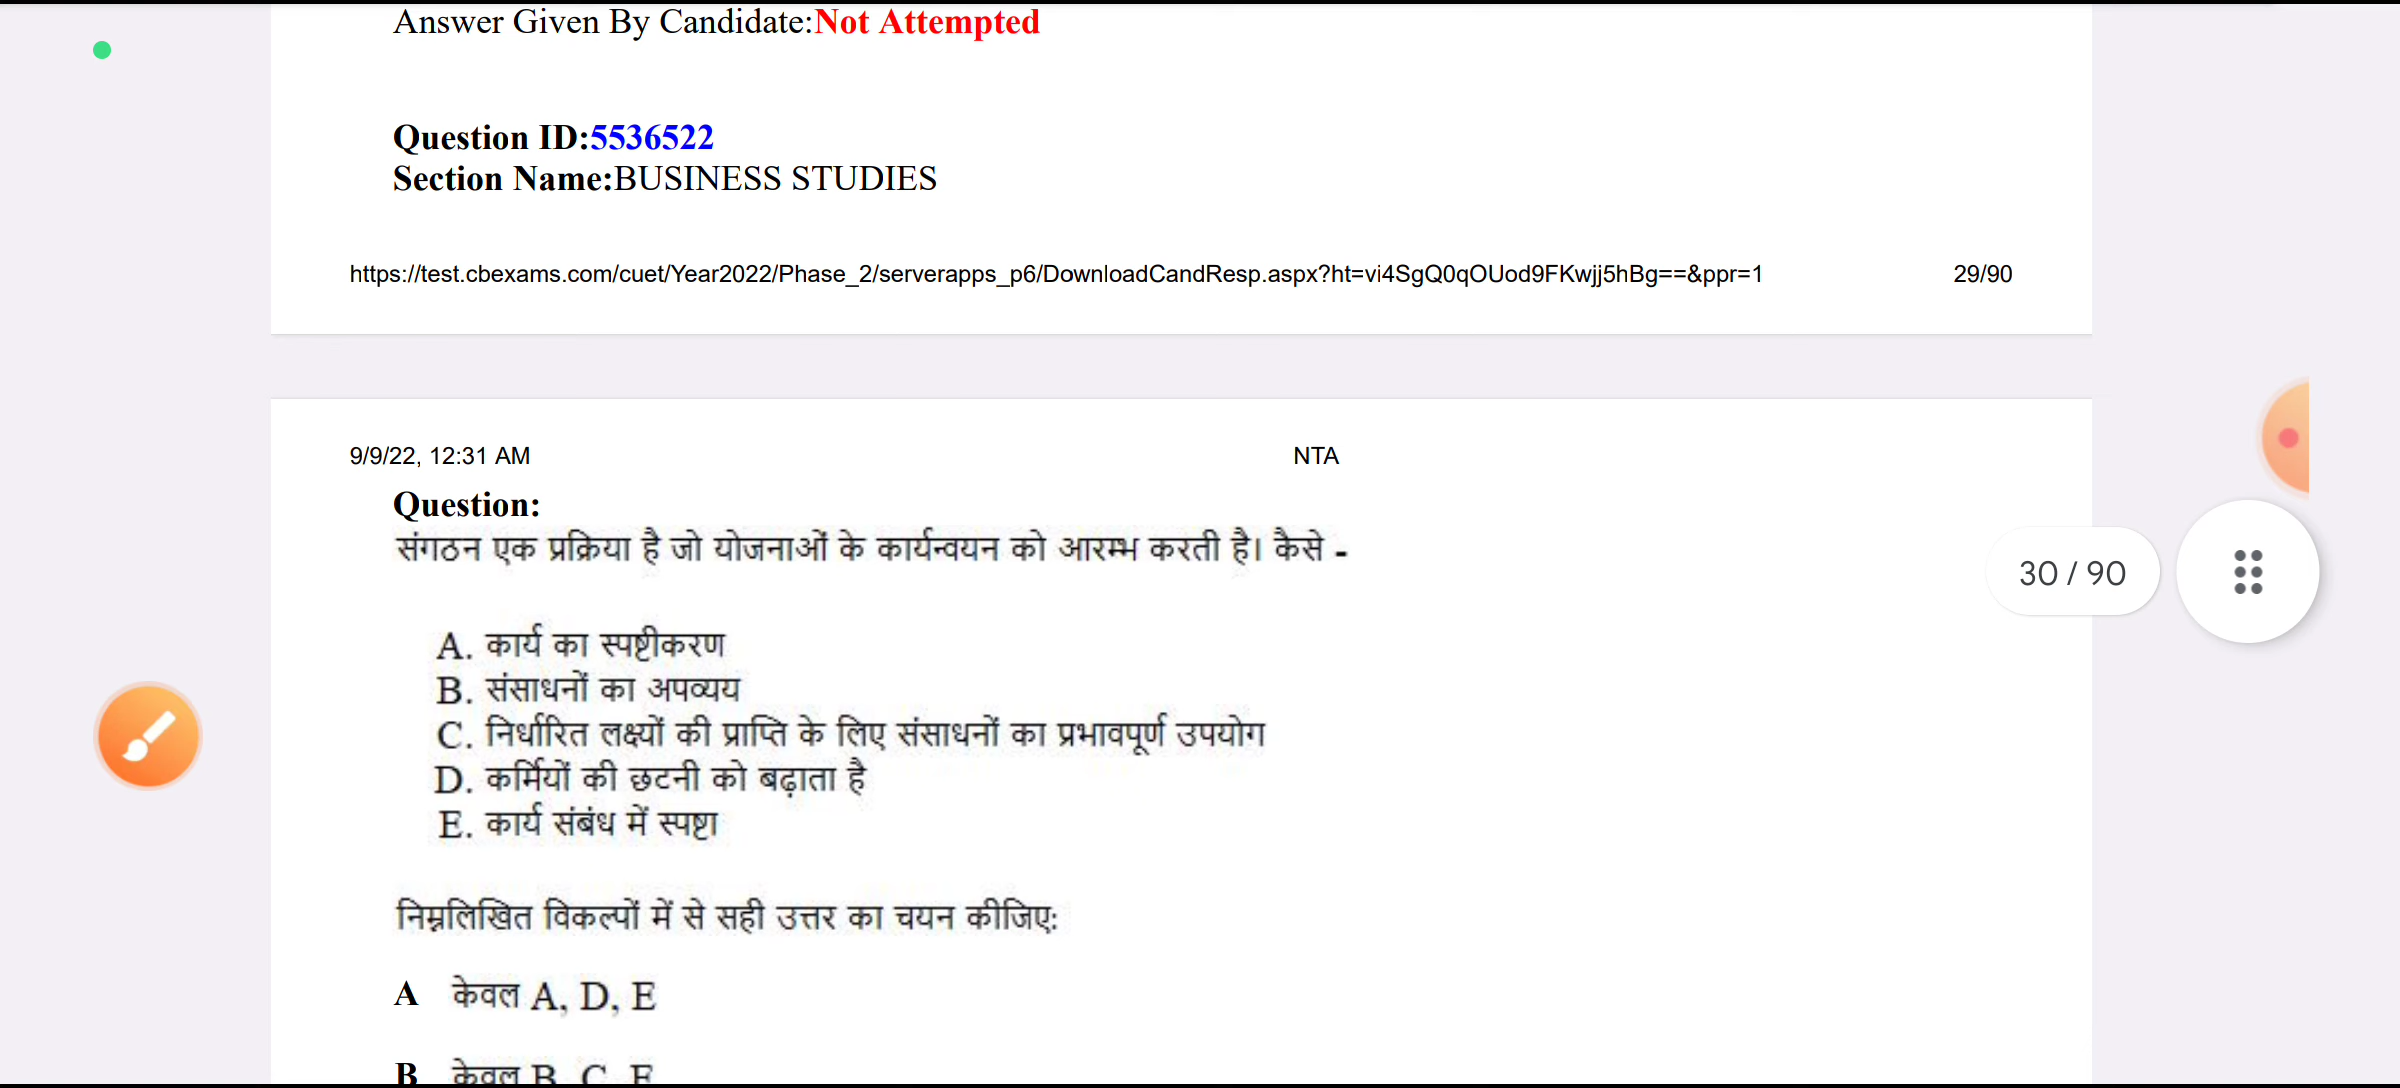 Answer Given By Candidate:Not Attempted
Question ID:5536522
Section Name:BUSINESS STUDIES
https://test.cbexams.com/cuet/Year2022/Phase_2/serverapps_p6/DownloadCandResp.aspx?ht=vi4SgQ0qOUod9FKwjj5hBg==&ppr=1 29/90
9/9/22, 12:31 AM NTA
Question:
संगठन एक प्रक्रिया है जो योजनाओं के कार्यन्वयन को आरम्भ करती है। कैसे -
30 / 90
A. कार्य का स्पष्टीकरण
B. संसाधनों का अपव्यय
C. निर्धारित लक्ष्यों की प्राप्ति के लिए संसाधनों का प्रभावपूर्ण उपयोग
D. कर्मियों की छटनी को बढ़ाता है
E. कार्य संबंध में स्पष्टा
निम्नलिखित विकल्पों में से सही उत्तर का चयन कीजिए:
A केवल A, D, E
B केवल B, C,